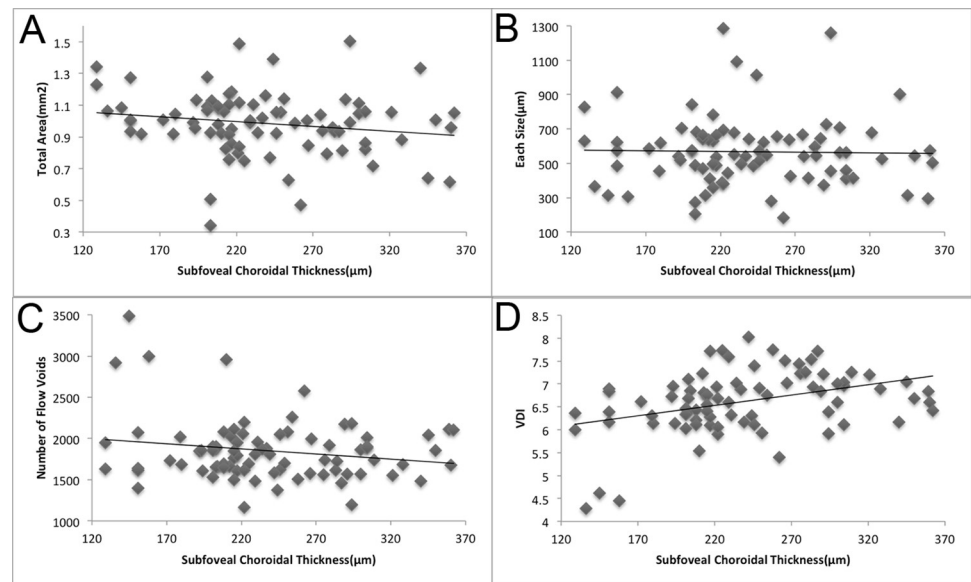 A
Total Area(mm2)
1.5
1.3
1.1
0.9
0.7
0.5
0.3
120 170 220 270 320 370
Subfoveal Choroidal Thickness(μm)
B
Each Size(μm)
1300
1100
900
700
500
300
100
120 170 220 270 320 370
Subfoveal Choroidal Thickness(μm)
C
Number of Flow Voids
3500
3000
2500
2000
1500
1000
120 170 220 270 320 370
Subfoveal Choroidal Thickness(μm)
D
VDI
8.5
8
7.5
7
6.5
6
5.5
5
4.5
4
120 170 220 270 320 370
Subfoveal Choroidal Thickness(μm)